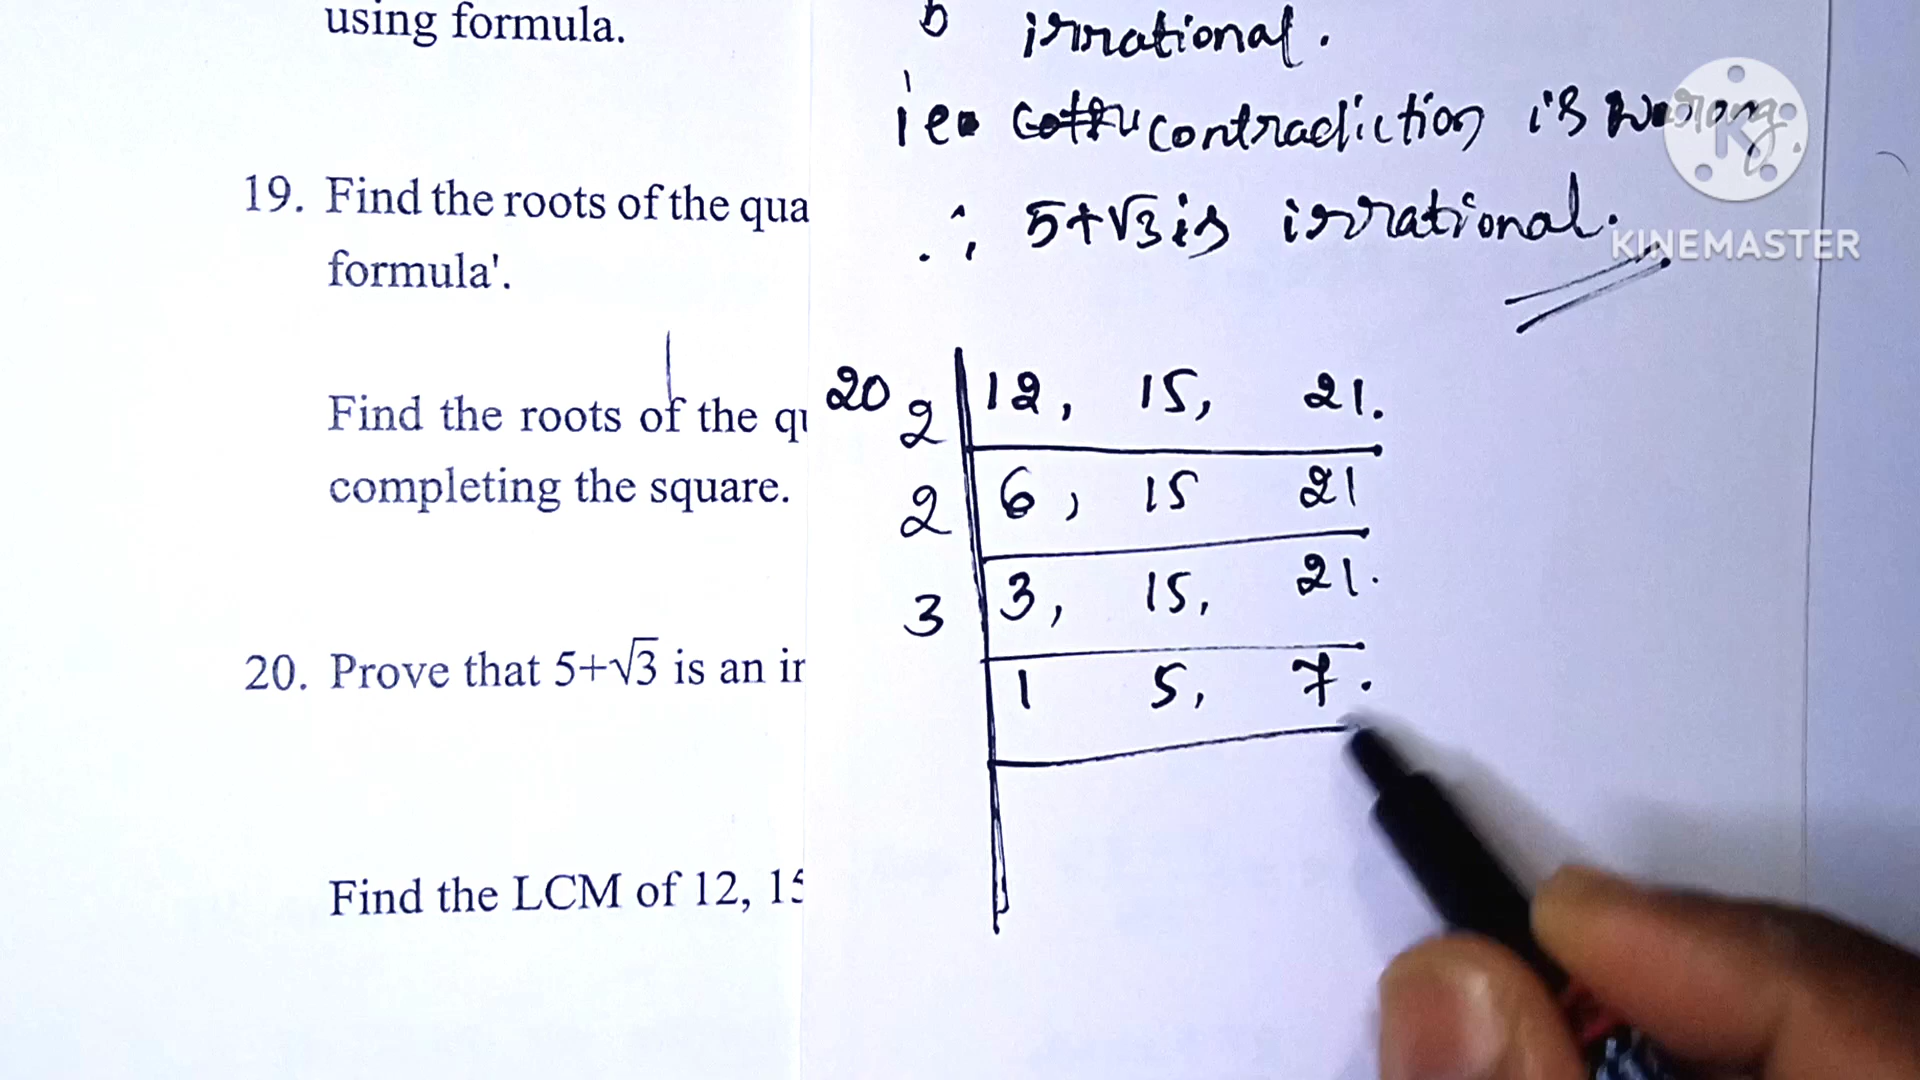 using formula.
19. Find the roots of the qua
formula'.
Find the roots of the qu
completing the square.
20. Prove that 5+√3 is an ir
Find the LCM of 12, 15
b irrational.
ie contradiction is wrong.
∴ 5+√3 is irrational.
KINEMASTER
20 2 | 12, 15, 21.
2 | 6, 15 21
3 | 3, 15, 21.
1 5, 7.